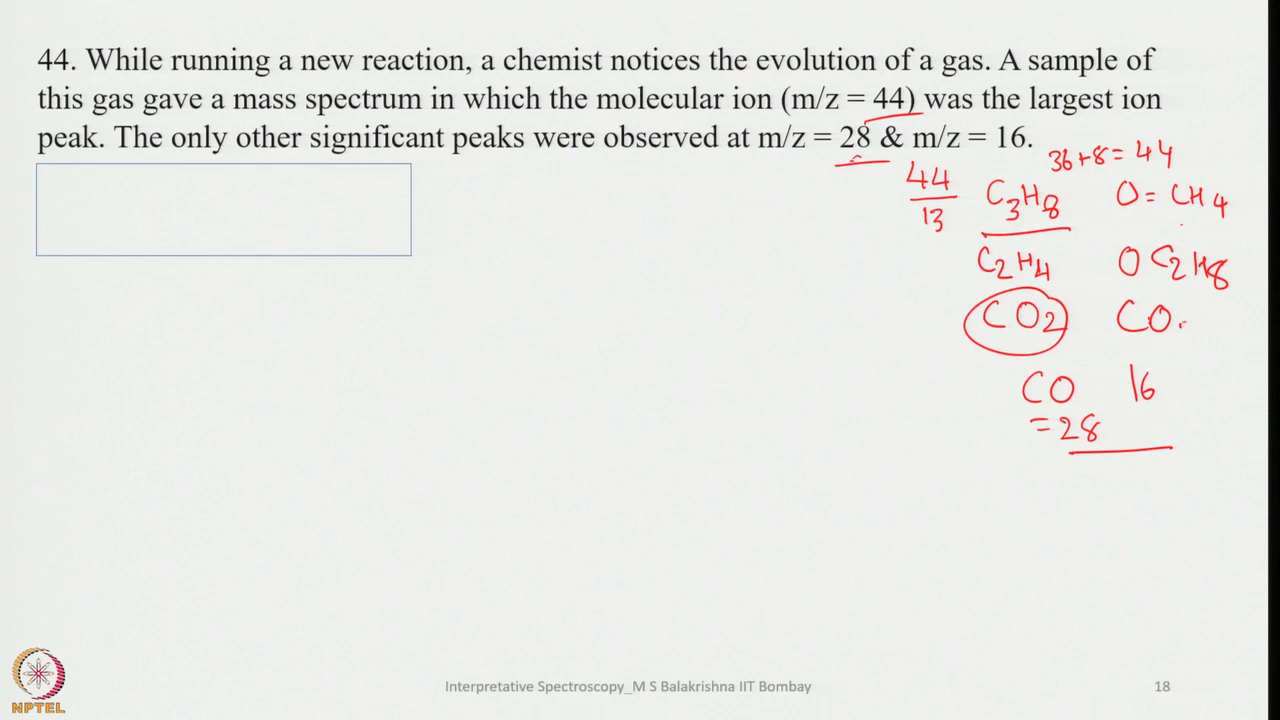 44. While running a new reaction, a chemist notices the evolution of a gas. A sample of
this gas gave a mass spectrum in which the molecular ion (m/z = 44) was the largest ion
peak. The only other significant peaks were observed at m/z = 28 & m/z = 16.
36+8=44
44
13
C3H8
O=CH4
C2H4
OC2H8
CO2
CO.
CO
16
=28
NPTEL
Interpretative Spectroscopy_M S Balakrishna IIT Bombay
18